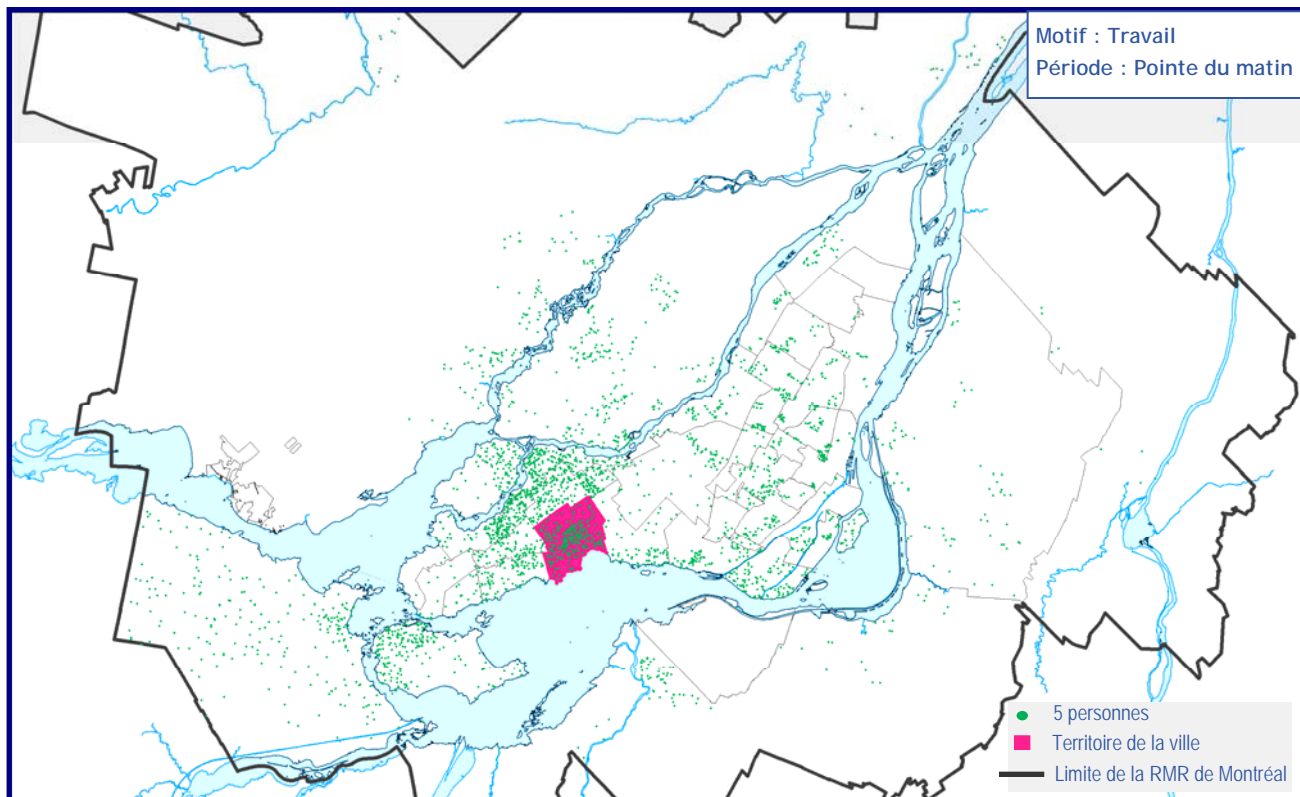 Motif : Travail
Période : Pointe du matin
5 personnes
Territoire de la ville
Limite de la RMR de Montréal